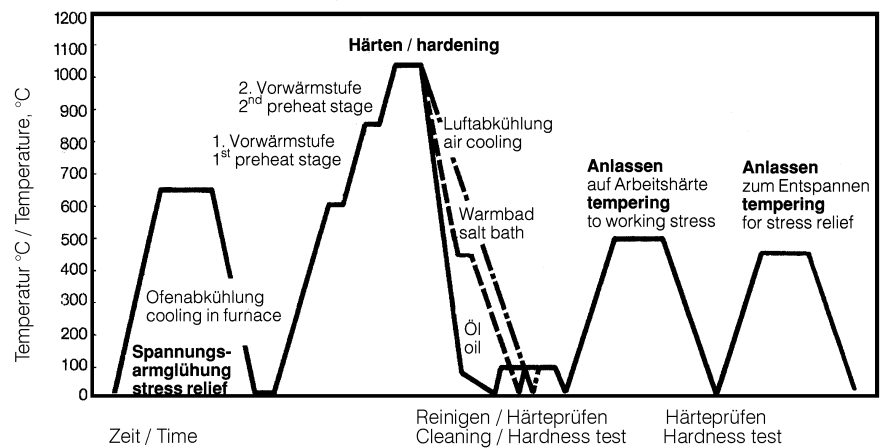 1200
1100
1000
900
800
700
600
500
400
300
200
100
0
Temperatur °C / Temperature, °C
Härten / hardening
2. Vorwärmstufe
2nd preheat stage
1. Vorwärmstufe
1st preheat stage
Luftabkühlung
air cooling
Warmbad
salt bath
Öl
oil
Ofenabkühlung
cooling in furnace
Spannungs-
armglühung
stress relief
Anlassen
auf Arbeitshärte
tempering
to working stress
Anlassen
zum Entspannen
tempering
for stress relief
Zeit / Time
Reinigen / Härteprüfen
Cleaning / Hardness test
Härteprüfen
Hardness test